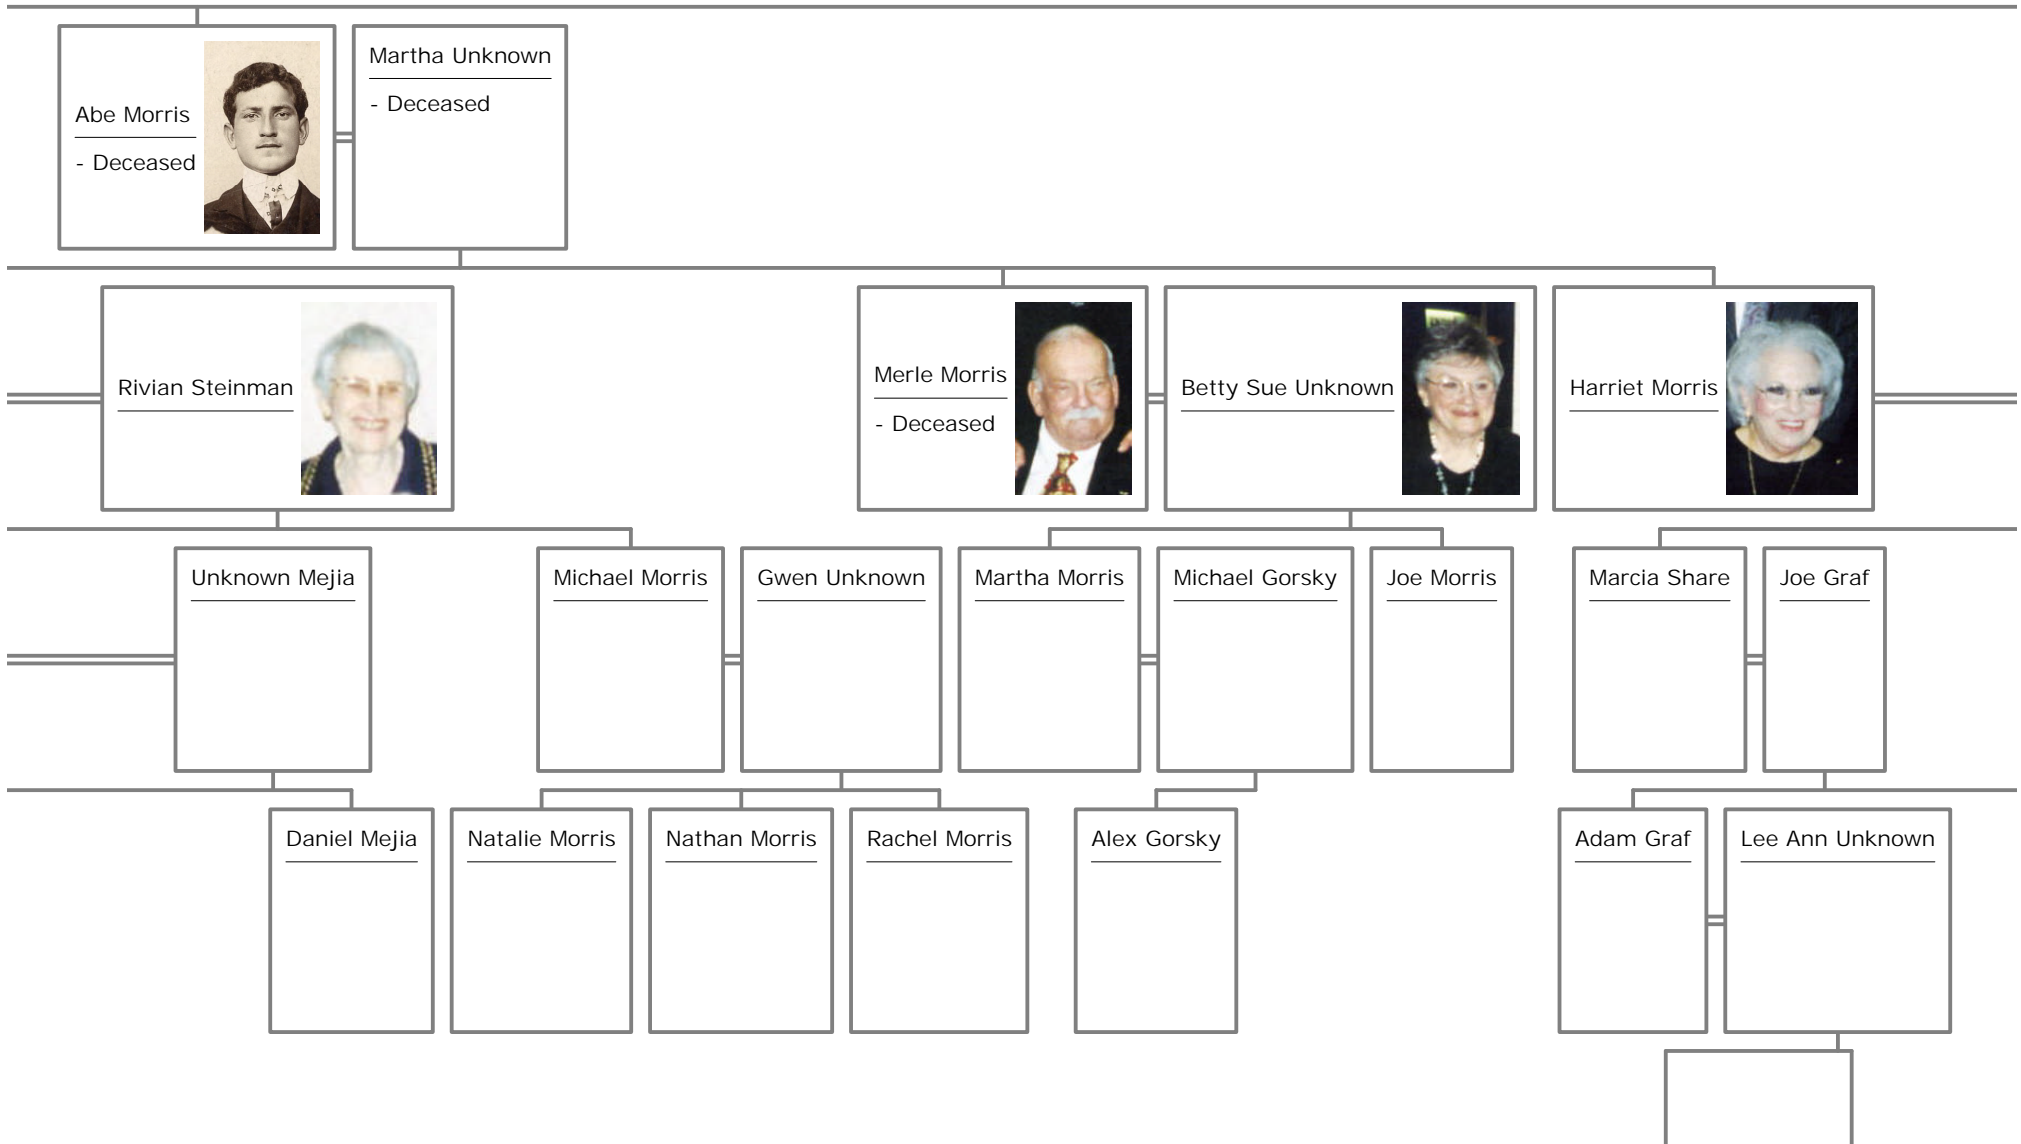 Abe Morris
- Deceased
Martha Unknown
- Deceased
Rivian Steinman
Merle Morris
- Deceased
Betty Sue Unknown
Harriet Morris
Unknown Mejia
Michael Morris
Gwen Unknown
Martha Morris
Michael Gorsky
Joe Morris
Marcia Share
Joe Graf
Daniel Mejia
Natalie Morris
Nathan Morris
Rachel Morris
Alex Gorsky
Adam Graf
Lee Ann Unknown